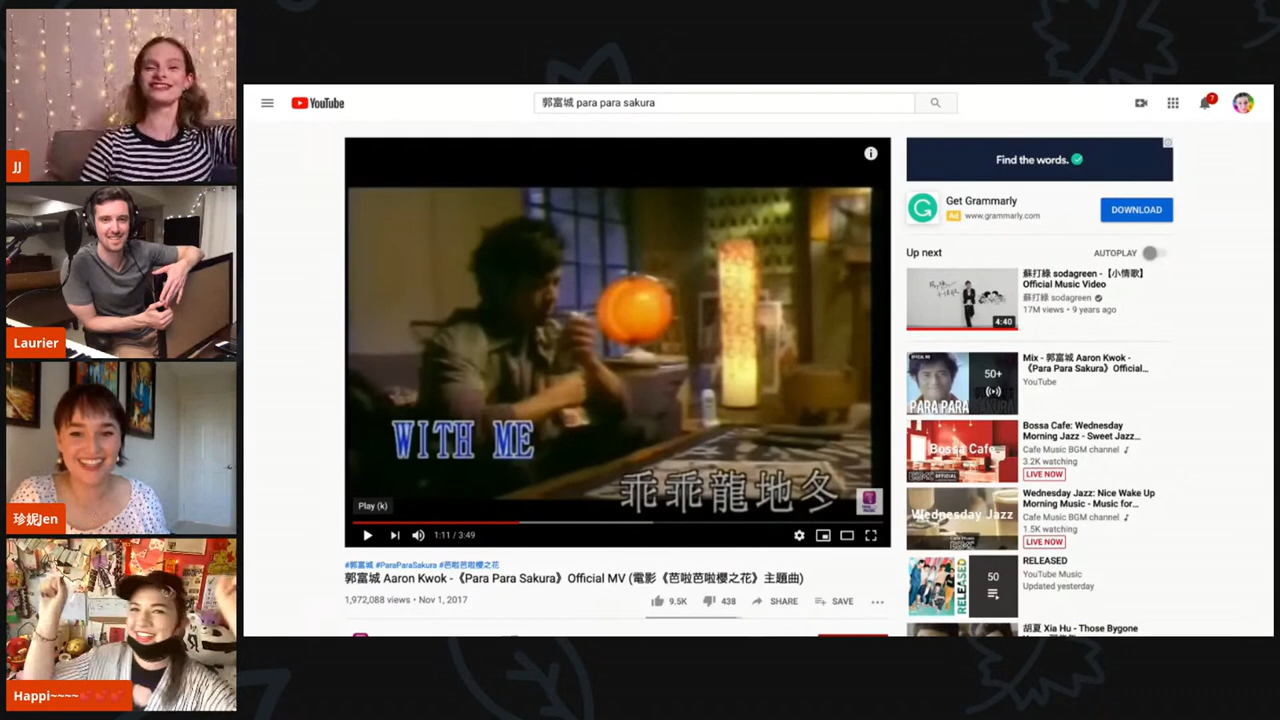 JJ
Laurier
珍妮Jen
Happi~~~~
YouTube
郭富城 para para sakura
7
WITH ME
乖乖龍地冬
Play (k)
1:11 / 3:49
#郭富城 #ParaParaSakura #芭啦芭啦櫻之花
郭富城 Aaron Kwok -《Para Para Sakura》Official MV (電影《芭啦芭啦櫻之花》主題曲)
1,972,088 views • Nov 1, 2017
9.5K
438
SHARE
SAVE
Find the words.
Get Grammarly
Ad www.grammarly.com
DOWNLOAD
Up next
AUTOPLAY
4:40
蘇打綠 sodagreen -【小情歌】
Official Music Video
蘇打綠 sodagreen
17M views • 9 years ago
PARA PARA SAKURA
50+
Mix - 郭富城 Aaron Kwok -
《Para Para Sakura》Official...
YouTube
Bossa Cafe
Bossa Cafe: Wednesday
Morning Jazz - Sweet Jazz...
Cafe Music BGM channel
3.2K watching
LIVE NOW
Wednesday Jazz
Wednesday Jazz: Nice Wake Up
Morning Music - Music for...
Cafe Music BGM channel
1.5K watching
LIVE NOW
RELEASED
50
RELEASED
YouTube Music
Updated yesterday
胡夏 Xia Hu - Those Bygone